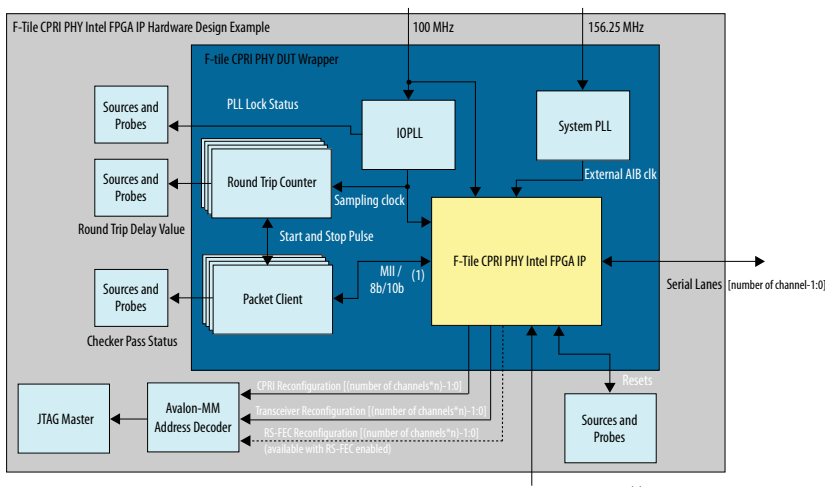 F-Tile CPRI PHY Intel FPGA IP Hardware Design Example
100 MHz
156.25 MHz
F-tile CPRI PHY DUT Wrapper
Sources and
Probes
PLL Lock Status
IOPLL
System PLL
External AIB clk
Sources and
Probes
Round Trip Counter
Sampling clock
Round Trip Delay Value
Start and Stop Pulse
F-Tile CPRI PHY Intel FPGA IP
MII /
8b/10b
(1)
Serial Lanes [number of channel-1:0]
Sources and
Probes
Packet Client
Checker Pass Status
Resets
CPRI Reconfiguration [(number of channels*n)-1:0]
JTAG Master
Avalon-MM
Address Decoder
Transceiver Reconfiguration [(number of channels*n)-1:0]
RS-FEC Reconfiguration [(number of channels*n)-1:0]
(available with RS-FEC enabled)
Sources and
Probes